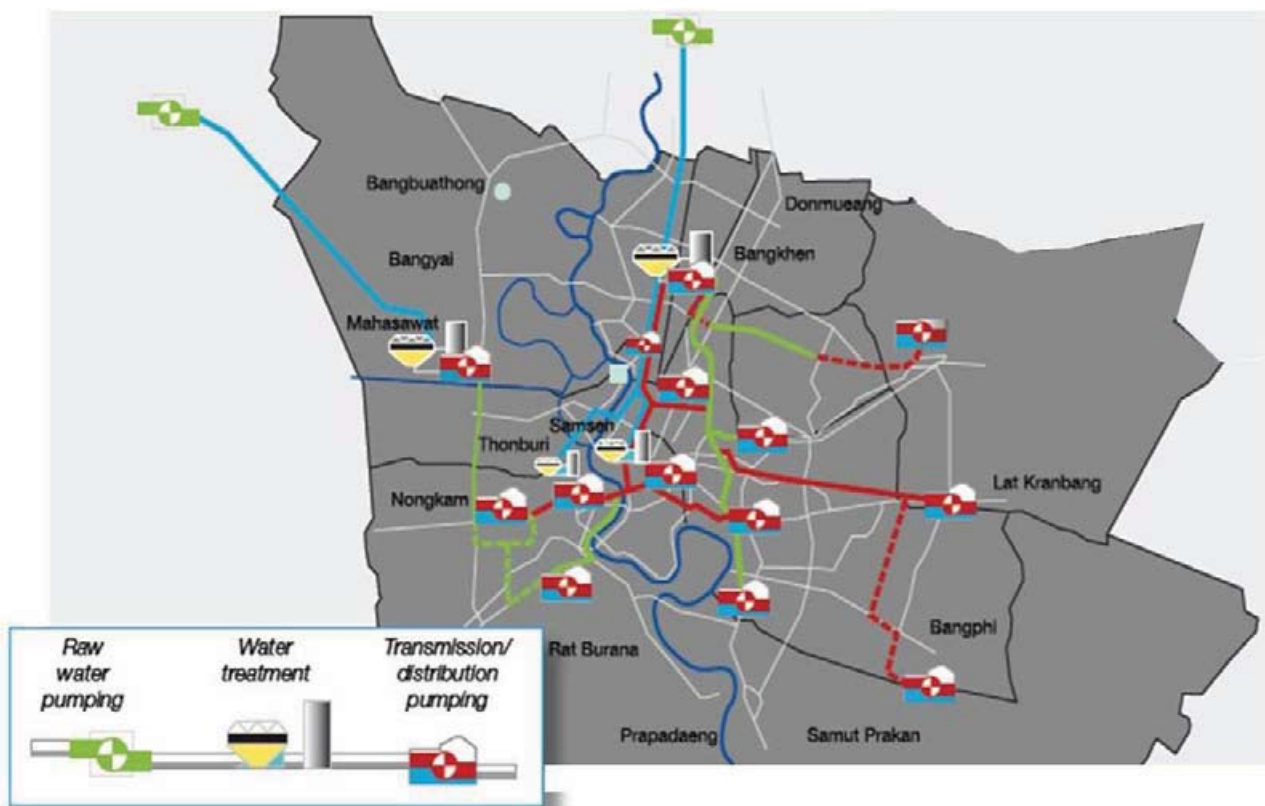 Donmueang
Bangbuathong
Bangkhen
Bangyai
Mahasawat
Samseh
Thonburi
Lat Kranbang
Nongkam
Bangphi
Rat Burana
Prapadaeng
Samut Prakan
Raw
water
pumping
Water
treatment
Transmission/
distribution
pumping